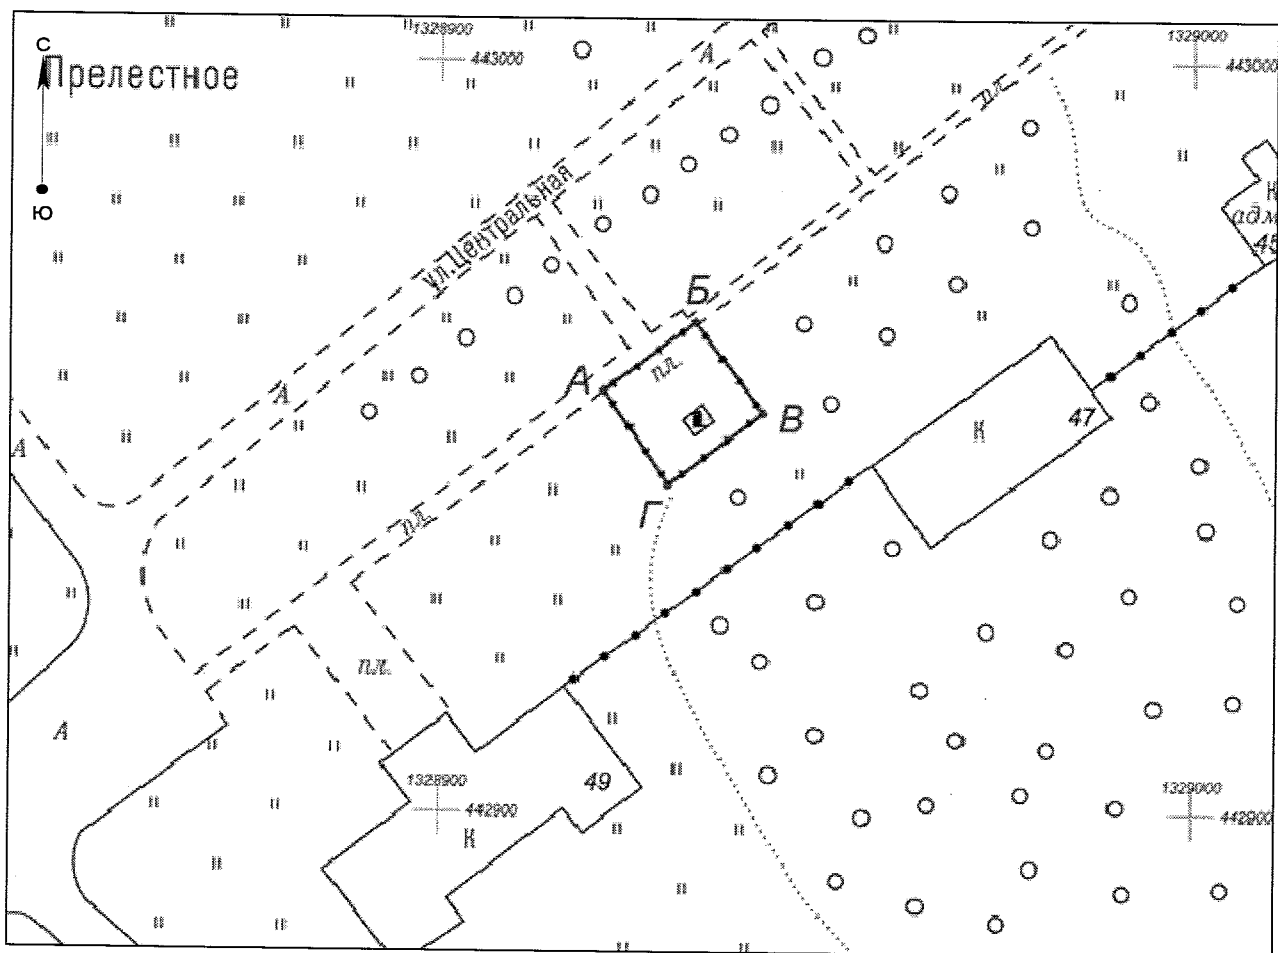 С
Прелестное
Ю
1328900
443000
1329000
443000
А
пл.
ул.Центральная
К
адм
45
Б
А
пл.
В
Г
47
К
А
А
пл.
пл.
А
49
К
1328900
442900
1329000
442900